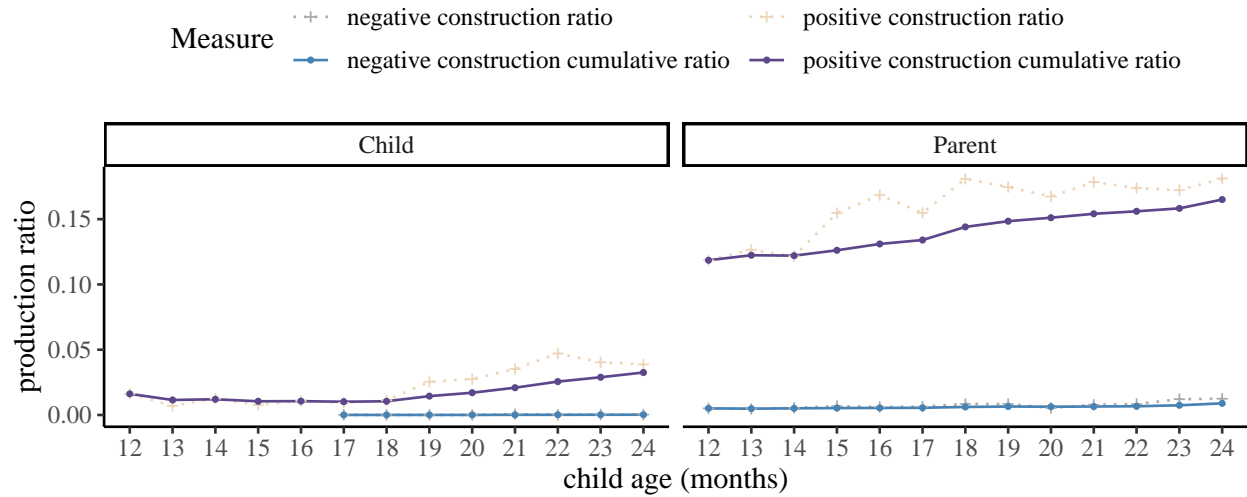 Measure
negative construction ratio
positive construction ratio
negative construction cumulative ratio
positive construction cumulative ratio
Child
Parent
production ratio
0.15
0.10
0.05
0.00
12 13 14 15 16 17 18 19 20 21 22 23 24
12 13 14 15 16 17 18 19 20 21 22 23 24
child age (months)